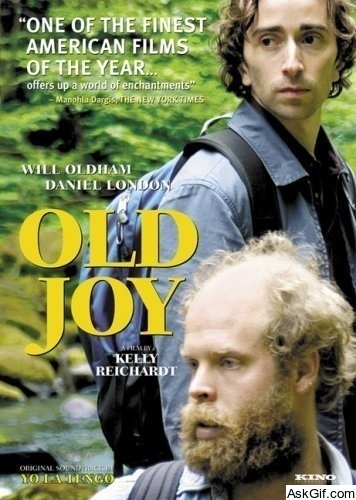 "ONE OF THE FINEST
AMERICAN FILMS
OF THE YEAR...
offers up a world of enchantments"
— Manohla Dargis, THE NEW YORK TIMES
WILL OLDHAM
DANIEL LONDON
OLD
JOY
A FILM BY
KELLY
REICHARDT
ORIGINAL SOUNDTRACK BY
YO LA TENGO
KINO
AskGif.com